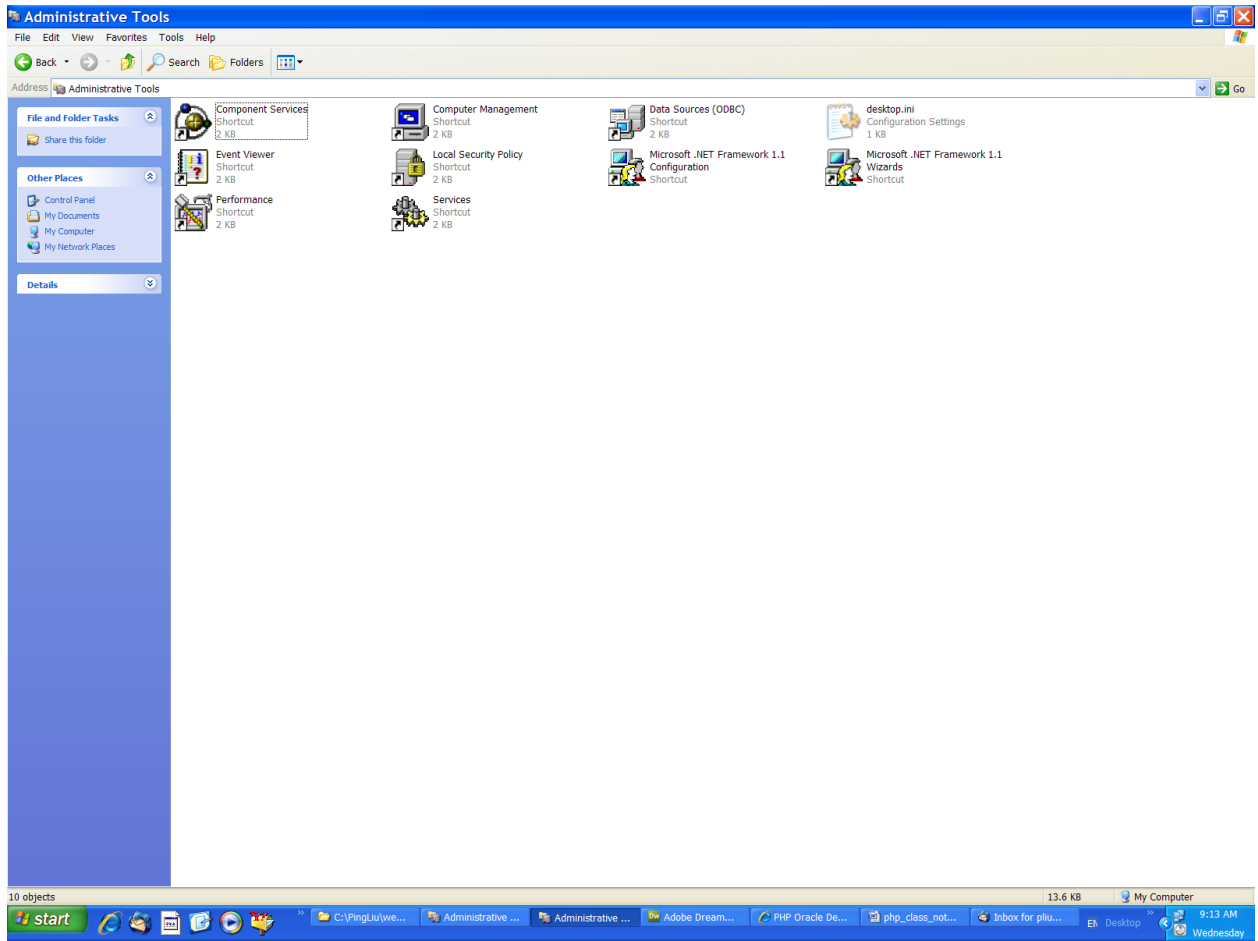 Administrative Tools
File Edit View Favorites Tools Help
Back Search Folders
Address Administrative Tools Go
File and Folder Tasks
Share this folder
Other Places
Control Panel
My Documents
My Computer
My Network Places
Details
Component Services
Shortcut
2 KB
Computer Management
Shortcut
2 KB
Data Sources (ODBC)
Shortcut
2 KB
desktop.ini
Configuration Settings
1 KB
Event Viewer
Shortcut
2 KB
Local Security Policy
Shortcut
2 KB
Microsoft .NET Framework 1.1
Configuration
Shortcut
Microsoft .NET Framework 1.1
Wizards
Shortcut
Performance
Shortcut
2 KB
Services
Shortcut
2 KB
10 objects 13.6 KB My Computer
start C:\PingLiu\we... Administrative ... Administrative ... Adobe Dream... PHP Oracle De... php_class_not... Inbox for pliu... EN Desktop 9:13 AM
Wednesday